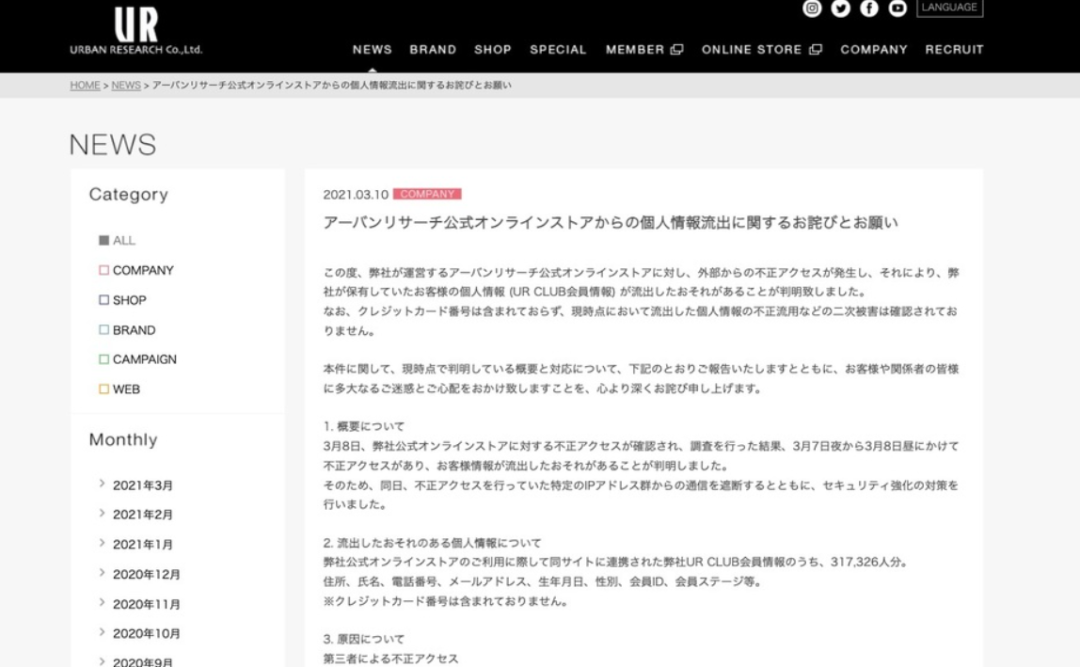 UR
URBAN RESEARCH Co.,Ltd.
LANGUAGE
NEWS BRAND SHOP SPECIAL MEMBER ONLINE STORE COMPANY RECRUIT
HOME > NEWS > アーバンリサーチ公式オンラインストアからの個人情報流出に関するお詫びとお願い
NEWS
Category
ALL
COMPANY
SHOP
BRAND
CAMPAIGN
WEB
Monthly
2021年3月
2021年2月
2021年1月
2020年12月
2020年11月
2020年10月
2020年9月
2021.03.10 COMPANY
アーバンリサーチ公式オンラインストアからの個人情報流出に関するお詫びとお願い
この度、弊社が運営するアーバンリサーチ公式オンラインストアに対し、外部からの不正アクセスが発生し、それにより、弊
社が保有していたお客様の個人情報 (UR CLUB会員情報) が流出したおそれがあることが判明致しました。
なお、クレジットカード番号は含まれておらず、現時点において流出した個人情報の不正流用などの二次被害は確認されてお
りません。
本件に関して、現時点で判明している概要と対応について、下記のとおりご報告いたしますとともに、お客様や関係者の皆様
に多大なるご迷惑とご心配をおかけ致しますことを、心より深くお詫び申し上げます。
1. 概要について
3月8日、弊社公式オンラインストアに対する不正アクセスが確認され、調査を行った結果、3月7日夜から3月8日昼にかけて
不正アクセスがあり、お客様情報が流出したおそれがあることが判明しました。
そのため、同日、不正アクセスを行っていた特定のIPアドレス群からの通信を遮断するとともに、セキュリティ強化の対策を
行いました。
2. 流出したおそれのある個人情報について
弊社公式オンラインストアのご利用に際して同サイトに連携された弊社UR CLUB会員情報のうち、317,326人分。
住所、氏名、電話番号、メールアドレス、生年月日、性別、会員ID、会員ステージ等。
※クレジットカード番号は含まれておりません。
3. 原因について
第三者による不正アクセス